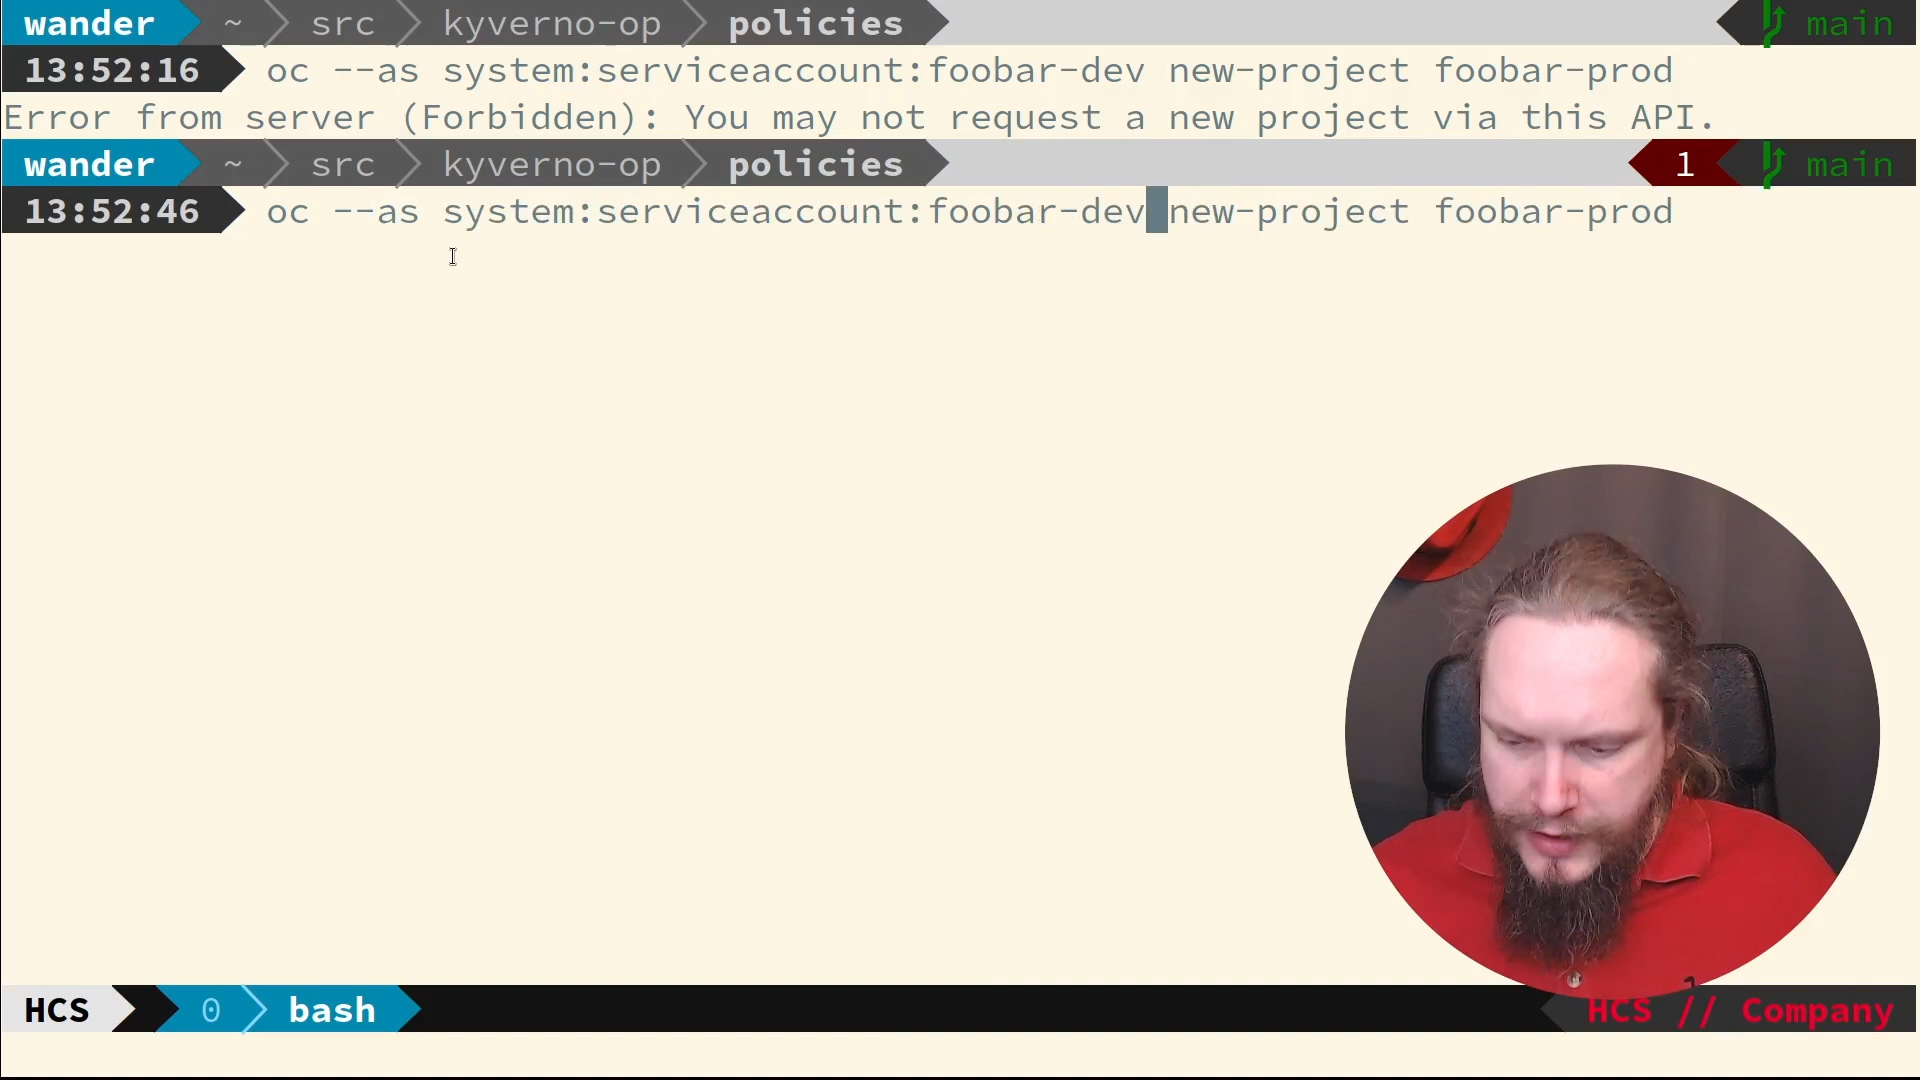 wander ~ src kyverno-op policies main
13:52:16 oc --as system:serviceaccount:foobar-dev new-project foobar-prod
Error from server (Forbidden): You may not request a new project via this API.
wander ~ src kyverno-op policies 1 main
13:52:46 oc --as system:serviceaccount:foobar-dev new-project foobar-prod
HCS 0 bash HCS // Company